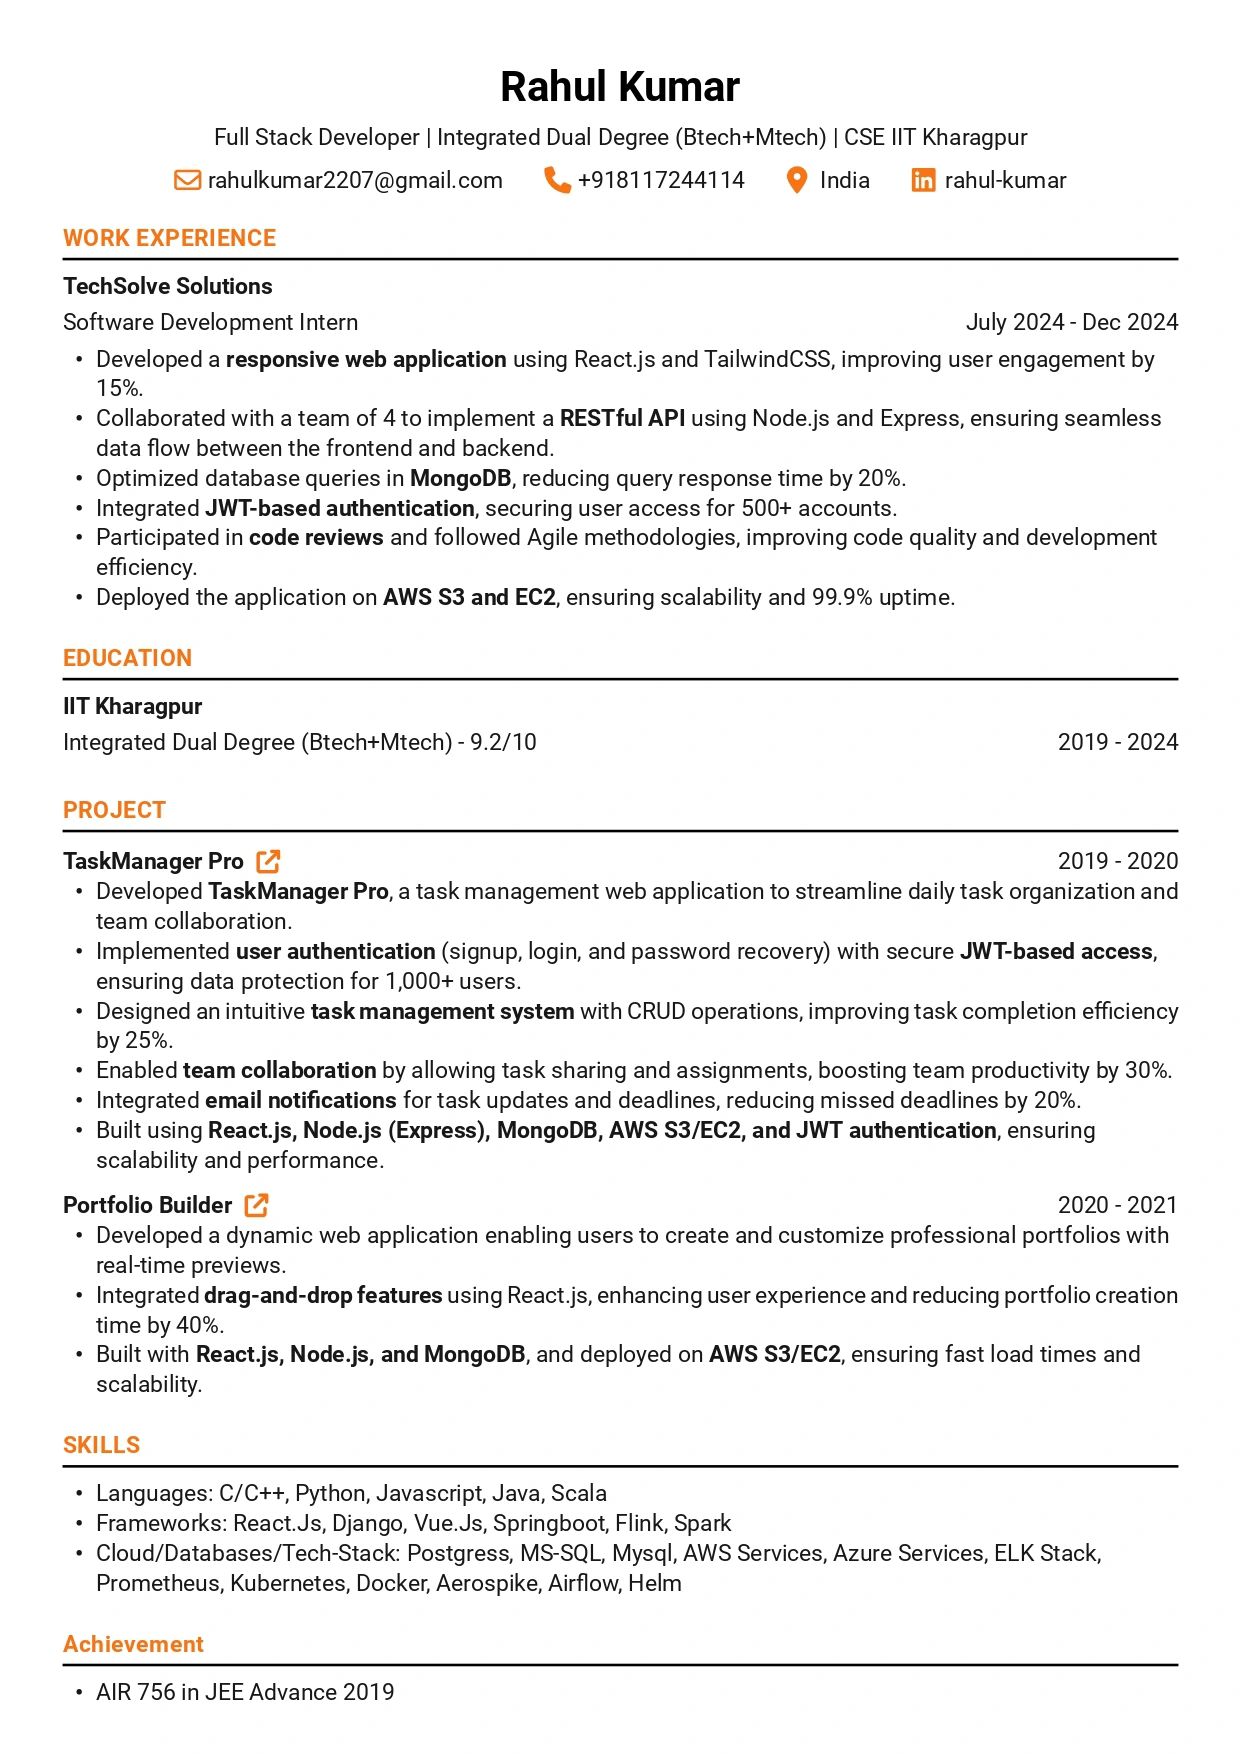 Rahul Kumar
Full Stack Developer | Integrated Dual Degree (Btech+Mtech) | CSE IIT Kharagpur
rahulkumar2207@gmail.com +918117244114 India rahul-kumar
WORK EXPERIENCE
TechSolve Solutions
Software Development Intern July 2024 - Dec 2024
• Developed a responsive web application using React.js and TailwindCSS, improving user engagement by
15%.
• Collaborated with a team of 4 to implement a RESTful API using Node.js and Express, ensuring seamless
data flow between the frontend and backend.
• Optimized database queries in MongoDB, reducing query response time by 20%.
• Integrated JWT-based authentication, securing user access for 500+ accounts.
• Participated in code reviews and followed Agile methodologies, improving code quality and development
efficiency.
• Deployed the application on AWS S3 and EC2, ensuring scalability and 99.9% uptime.
EDUCATION
IIT Kharagpur
Integrated Dual Degree (Btech+Mtech) - 9.2/10 2019 - 2024
PROJECT
TaskManager Pro 2019 - 2020
• Developed TaskManager Pro, a task management web application to streamline daily task organization and
team collaboration.
• Implemented user authentication (signup, login, and password recovery) with secure JWT-based access,
ensuring data protection for 1,000+ users.
• Designed an intuitive task management system with CRUD operations, improving task completion efficiency
by 25%.
• Enabled team collaboration by allowing task sharing and assignments, boosting team productivity by 30%.
• Integrated email notifications for task updates and deadlines, reducing missed deadlines by 20%.
• Built using React.js, Node.js (Express), MongoDB, AWS S3/EC2, and JWT authentication, ensuring
scalability and performance.
Portfolio Builder 2020 - 2021
• Developed a dynamic web application enabling users to create and customize professional portfolios with
real-time previews.
• Integrated drag-and-drop features using React.js, enhancing user experience and reducing portfolio creation
time by 40%.
• Built with React.js, Node.js, and MongoDB, and deployed on AWS S3/EC2, ensuring fast load times and
scalability.
SKILLS
• Languages: C/C++, Python, Javascript, Java, Scala
• Frameworks: React.Js, Django, Vue.Js, Springboot, Flink, Spark
• Cloud/Databases/Tech-Stack: Postgress, MS-SQL, Mysql, AWS Services, Azure Services, ELK Stack,
Prometheus, Kubernetes, Docker, Aerospike, Airflow, Helm
Achievement
• AIR 756 in JEE Advance 2019